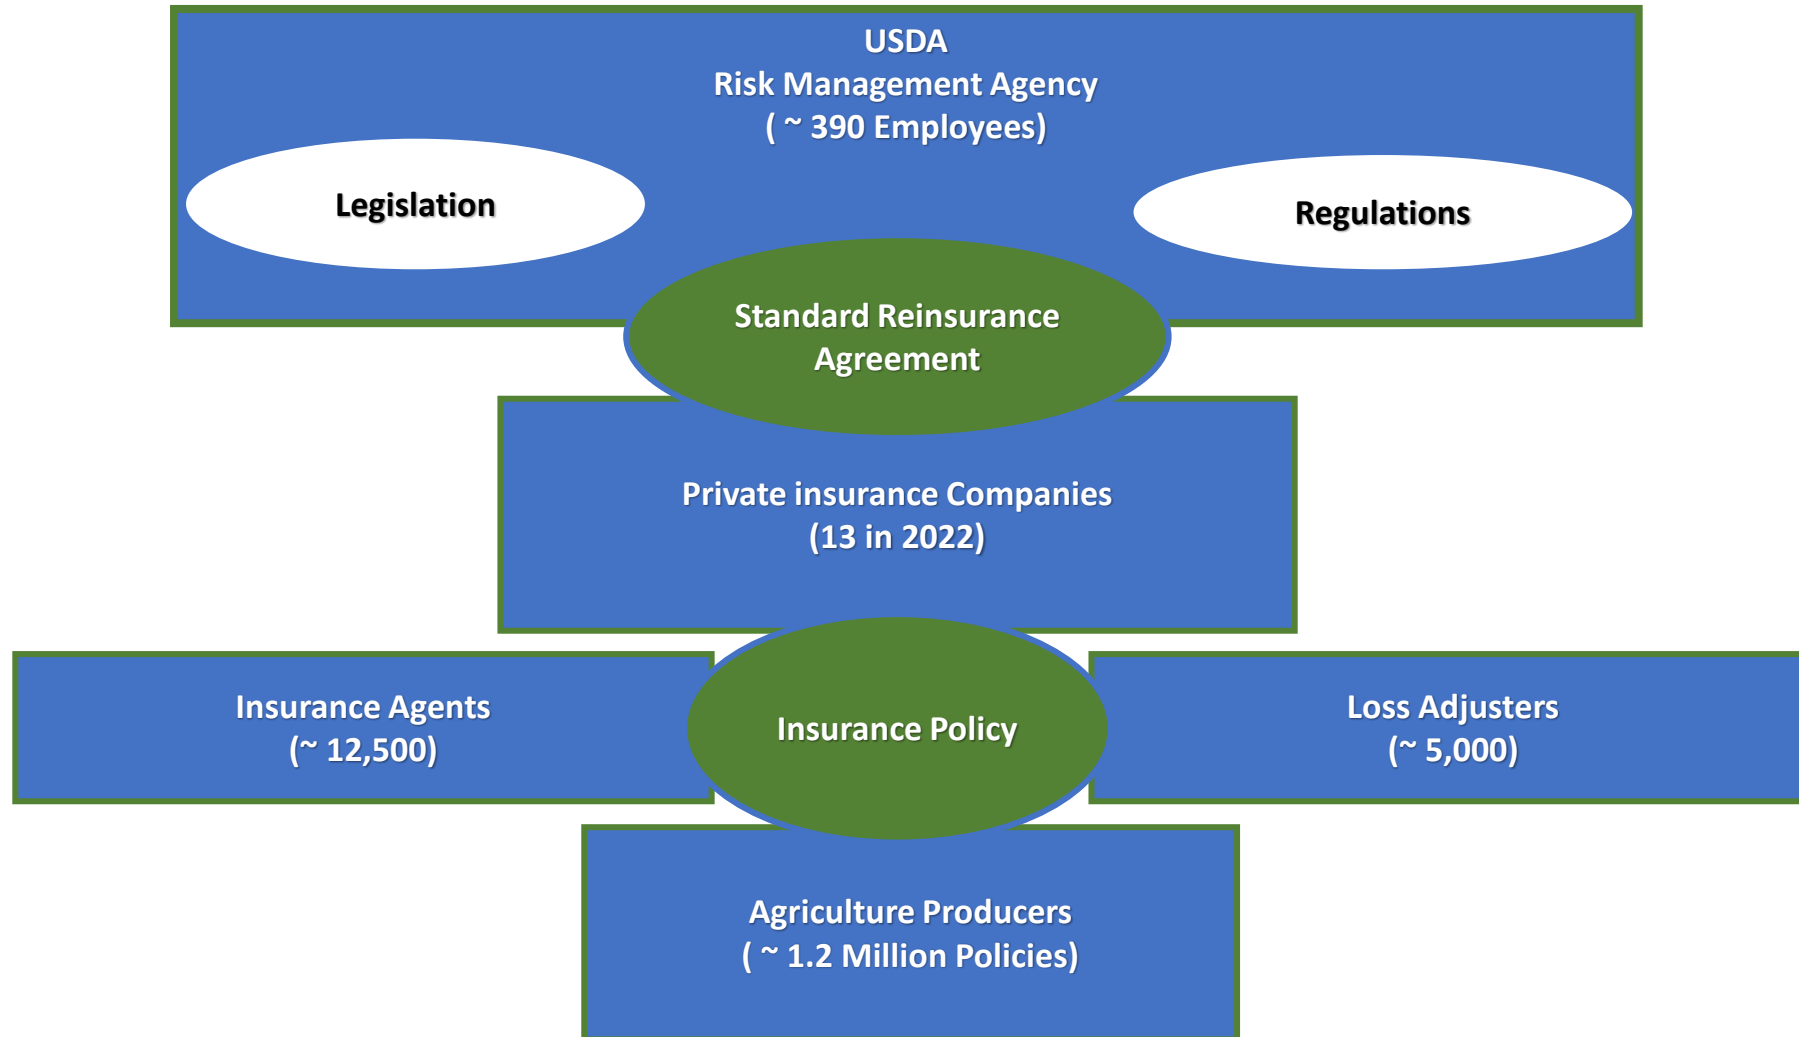 USDA
Risk Management Agency
( ~ 390 Employees)
Legislation
Regulations
Standard Reinsurance
Agreement
Private insurance Companies
(13 in 2022)
Insurance Agents
(~ 12,500)
Insurance Policy
Loss Adjusters
(~ 5,000)
Agriculture Producers
( ~ 1.2 Million Policies)